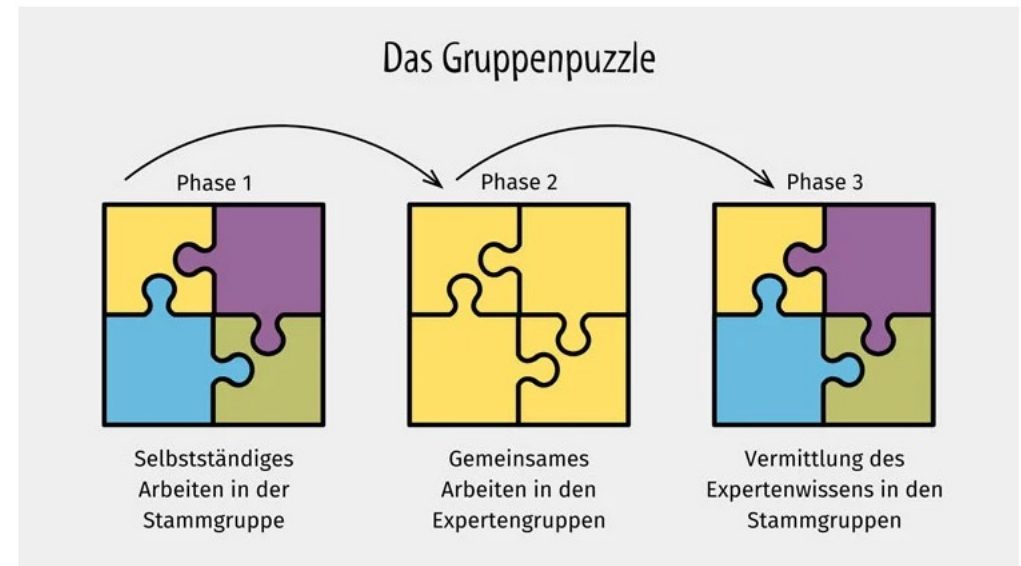 Das Gruppenpuzzle
Phase 1
Phase 2
Phase 3
Selbstständiges
Arbeiten in der
Stammgruppe
Gemeinsames
Arbeiten in den
Expertengruppen
Vermittlung des
Expertenwissens in den
Stammgruppen